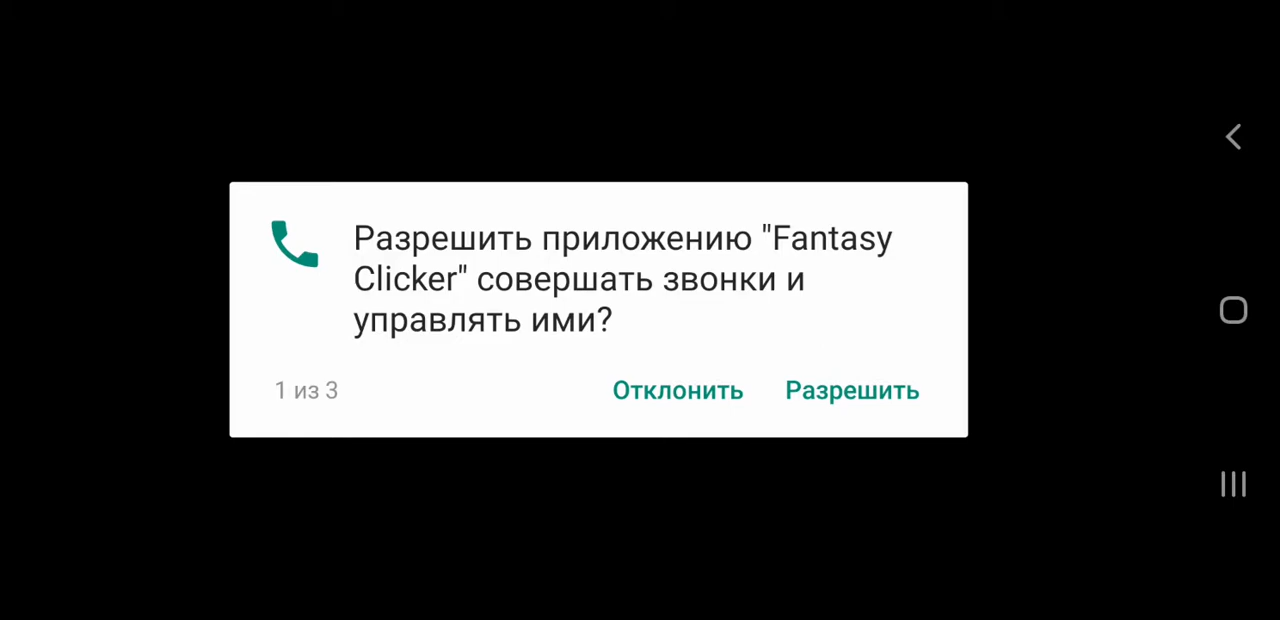 Разрешить приложению "Fantasy
Clicker" совершать звонки и
управлять ими?
1 из 3
Отклонить
Разрешить